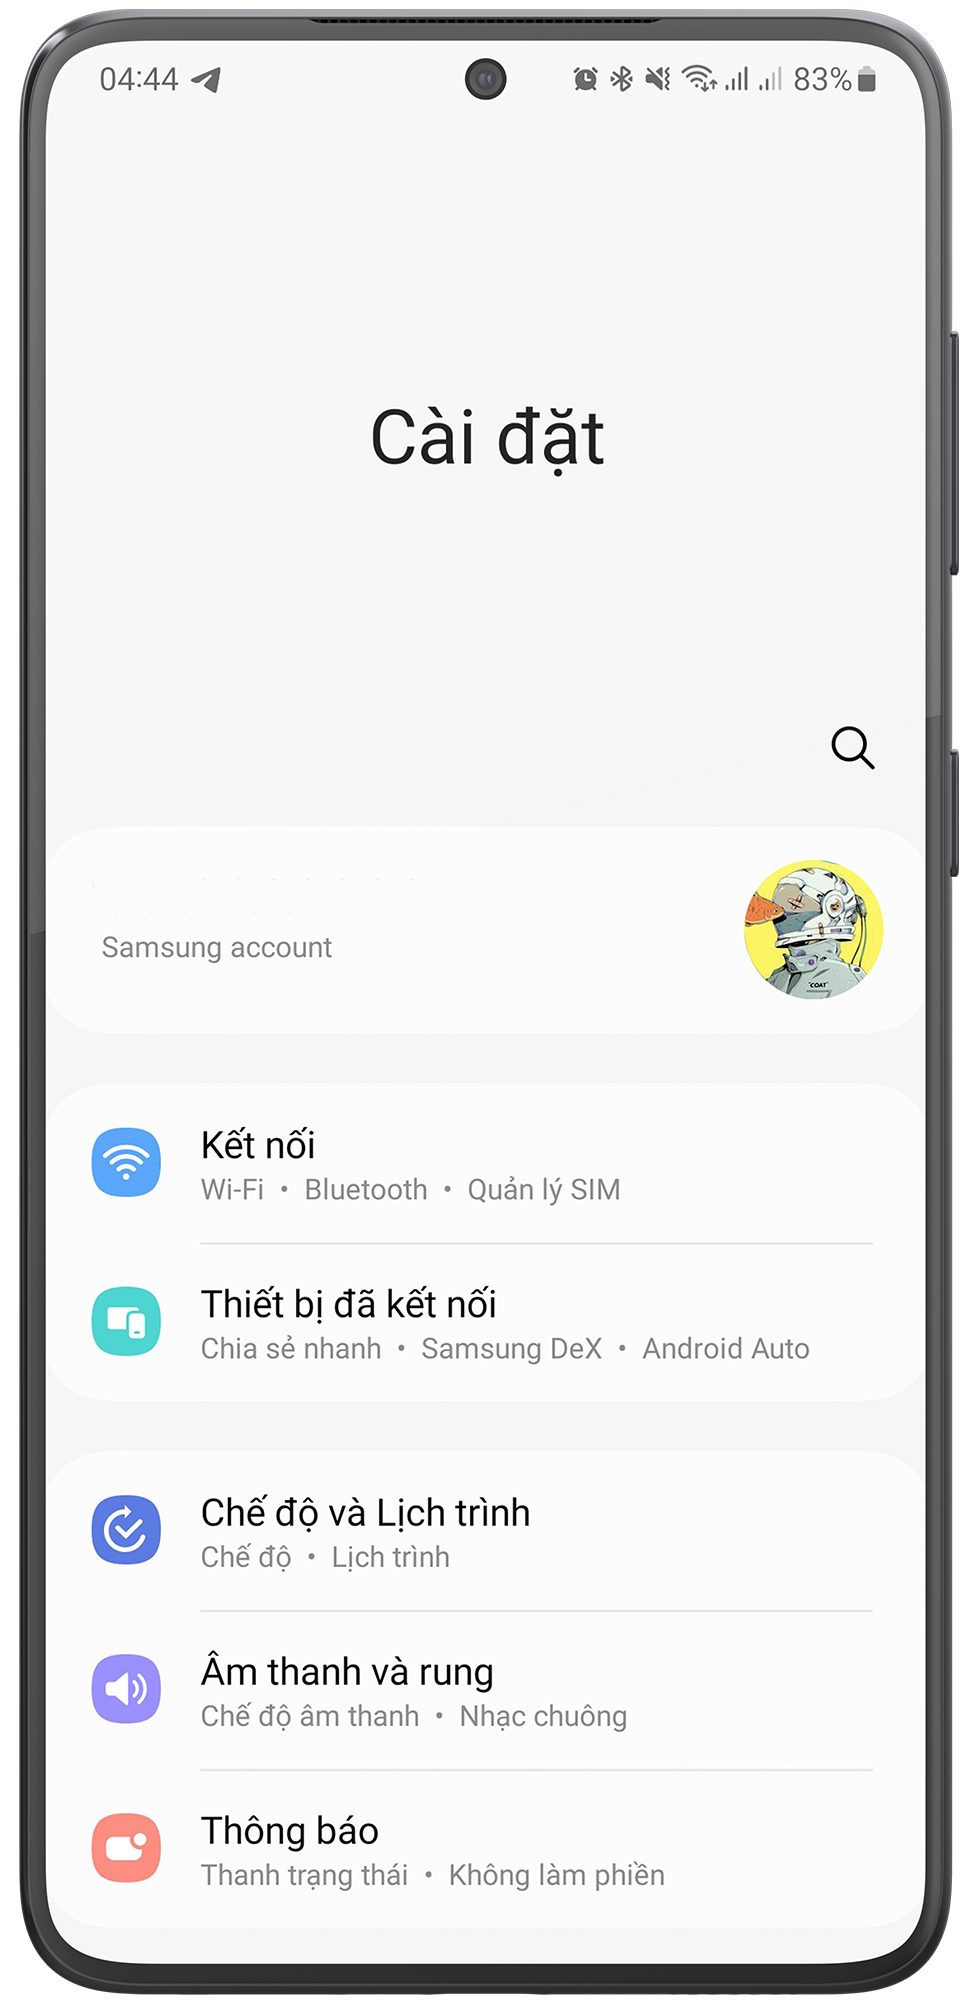 04:44 83%
Cài đặt
Samsung account
"COAT"
Kết nối
Wi-Fi • Bluetooth • Quản lý SIM
Thiết bị đã kết nối
Chia sẻ nhanh • Samsung DeX • Android Auto
Chế độ và Lịch trình
Chế độ • Lịch trình
Âm thanh và rung
Chế độ âm thanh • Nhạc chuông
Thông báo
Thanh trạng thái • Không làm phiền